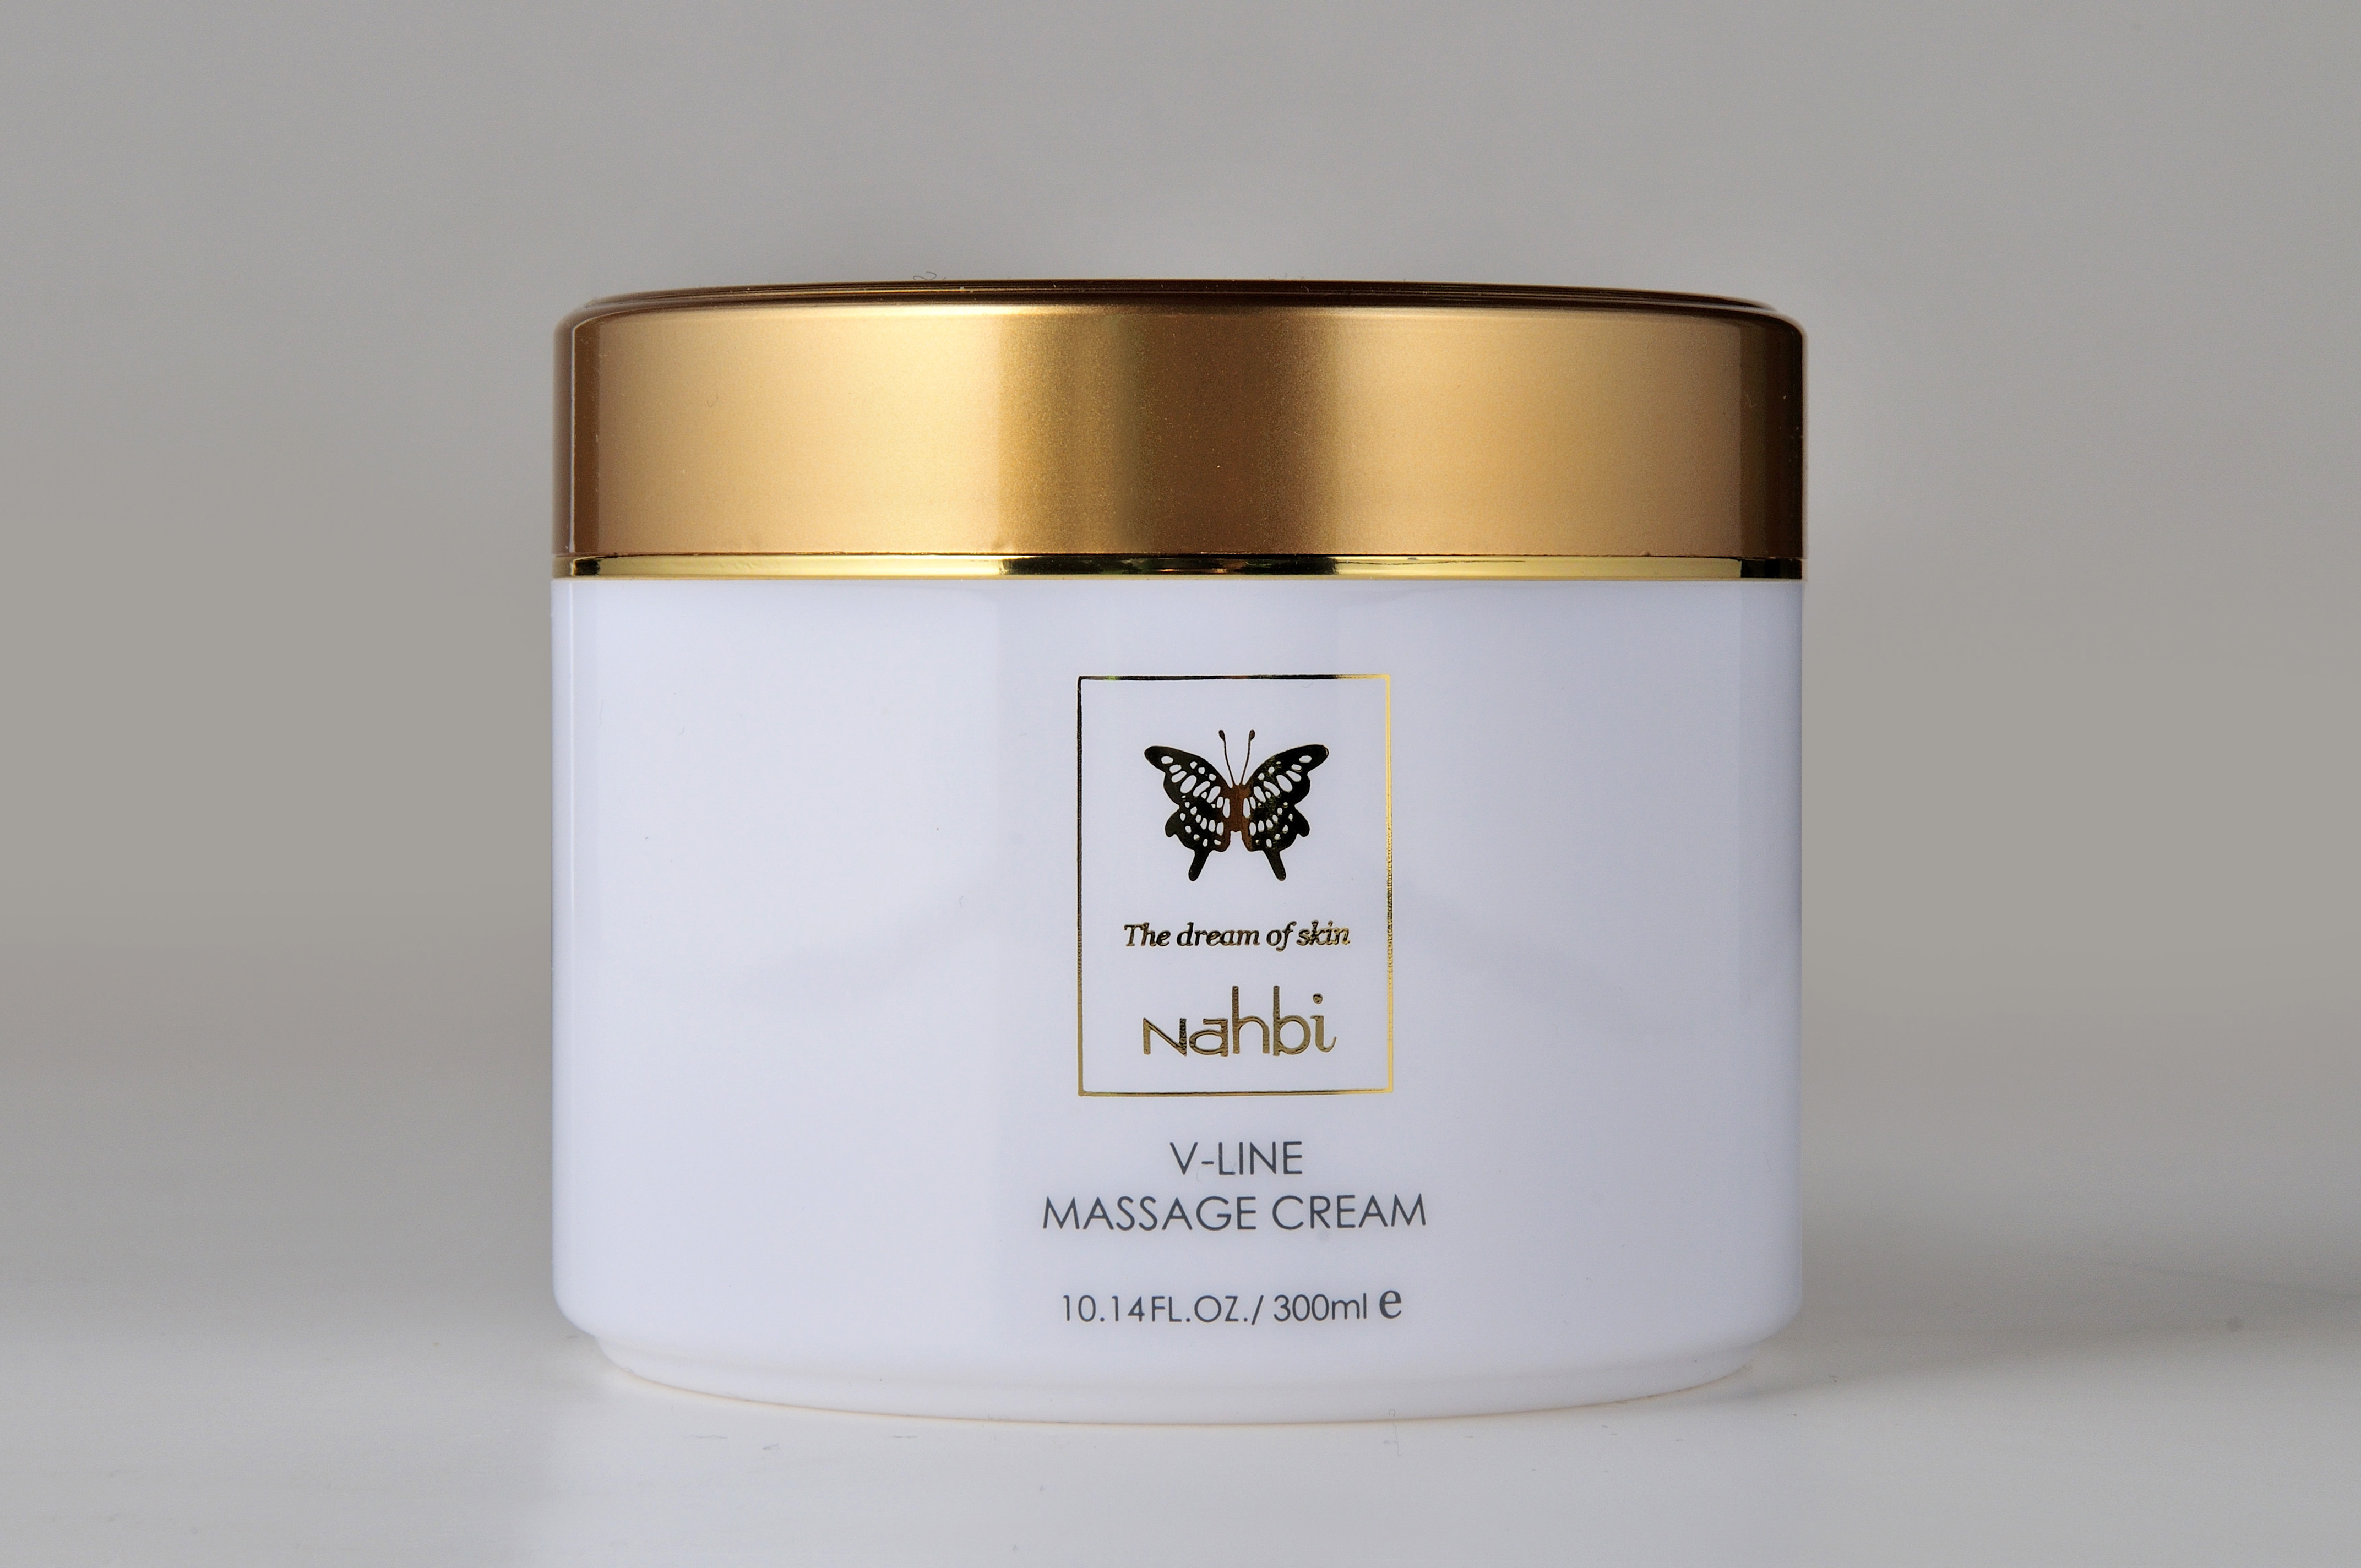 The dream of skin
Nahbi
V-LINE
MASSAGE CREAM
10.14FL.OZ./ 300ml e